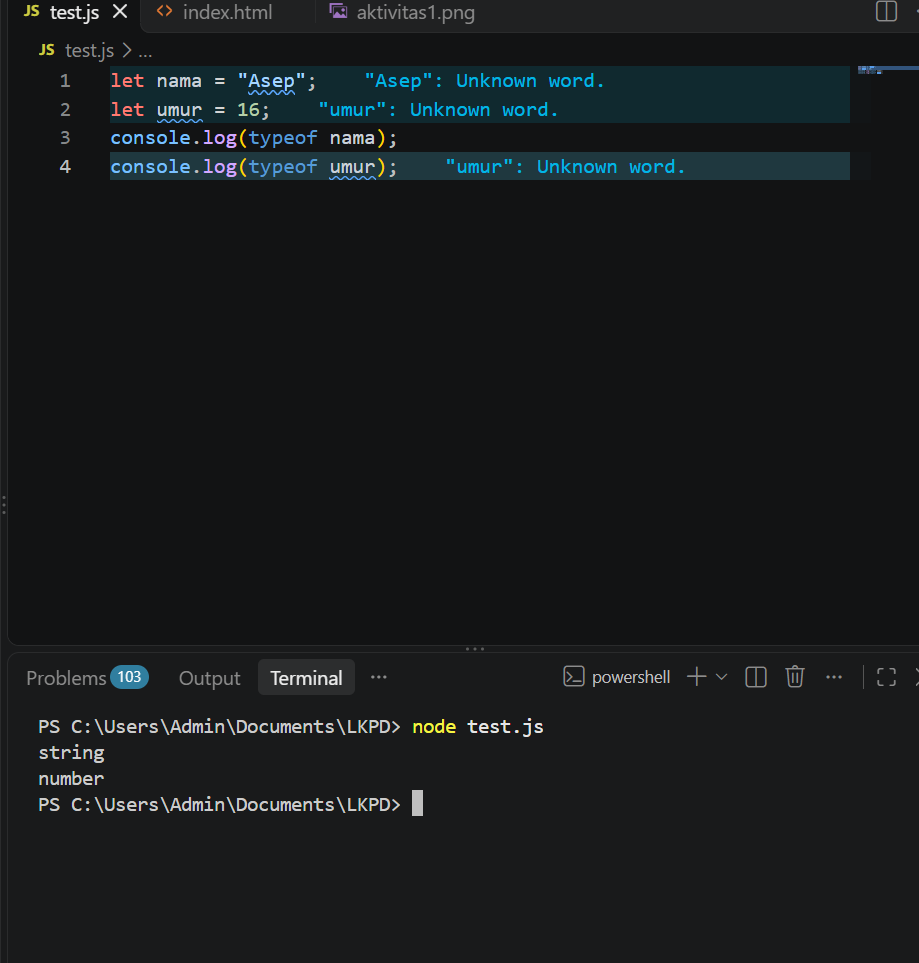 JS test.js × <> index.html aktivitas1.png
JS test.js > ...
1 let nama = "Asep"; "Asep": Unknown word.
2 let umur = 16; "umur": Unknown word.
3 console.log(typeof nama);
4 console.log(typeof umur); "umur": Unknown word.
Problems 103 Output Terminal ... powershell
PS C:\Users\Admin\Documents\LKPD> node test.js
string
number
PS C:\Users\Admin\Documents\LKPD>